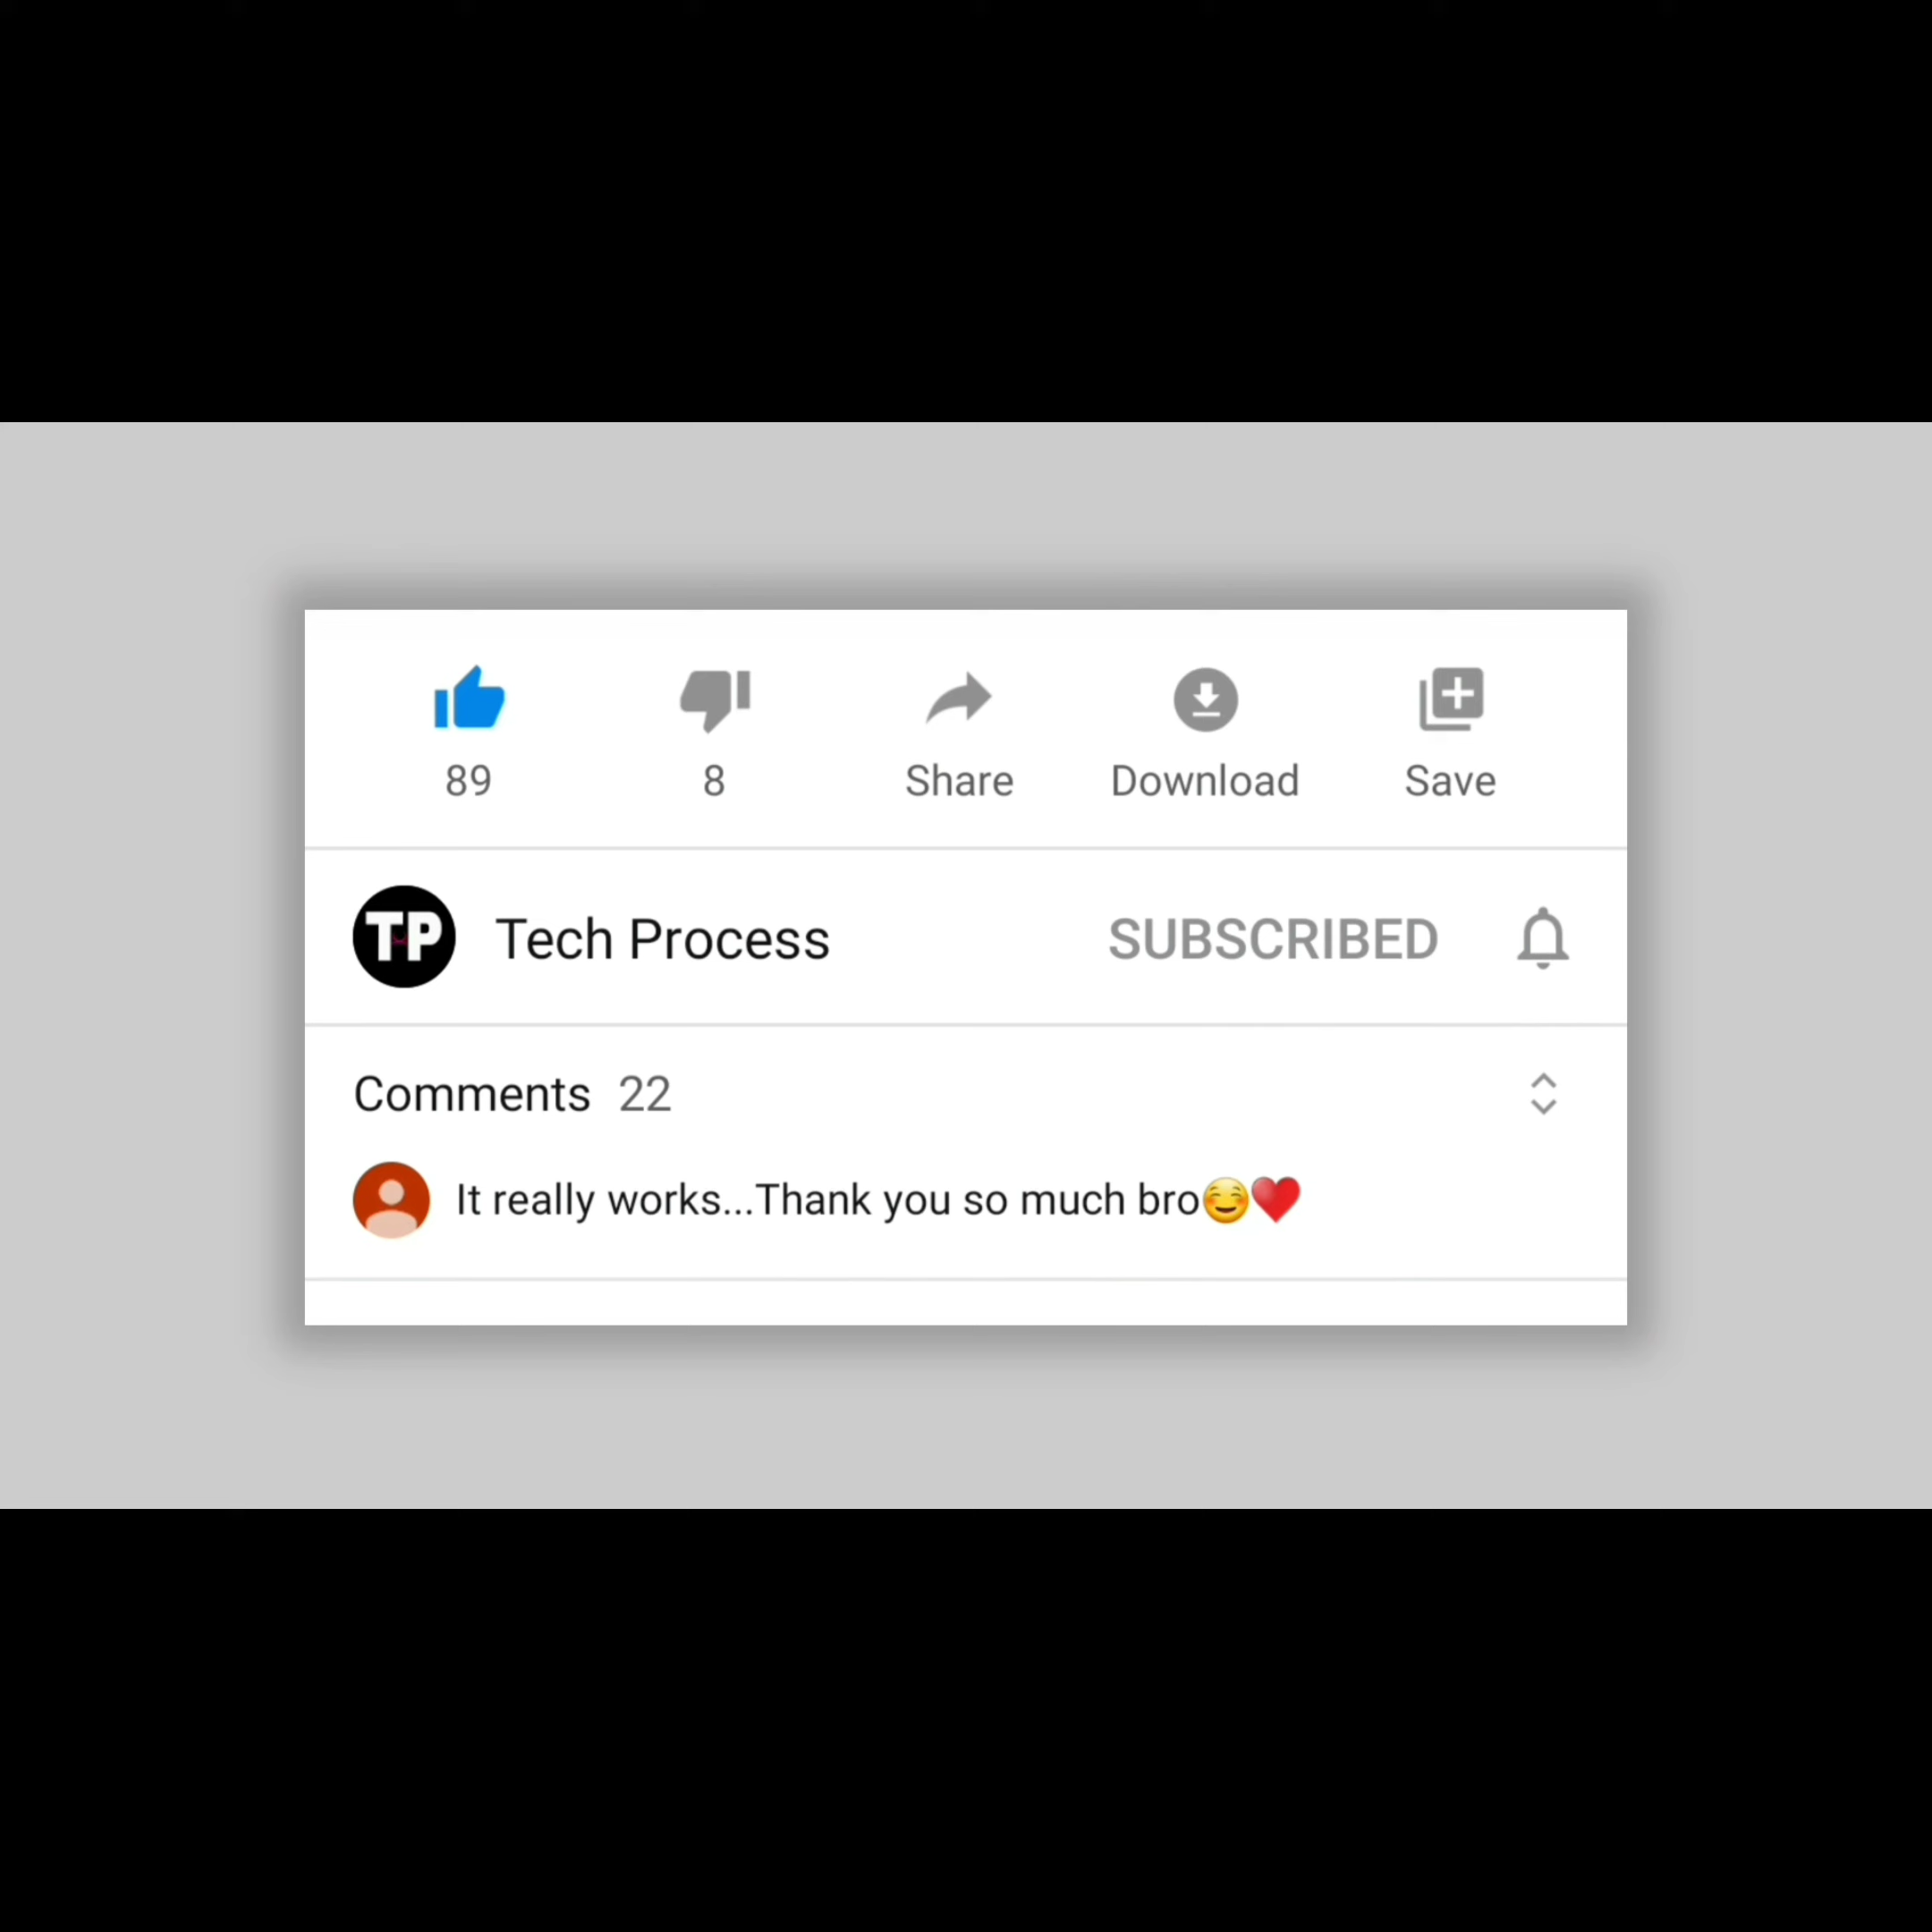 89 8 Share Download Save
TP Tech Process SUBSCRIBED
Comments 22
It really works...Thank you so much bro😊❤️